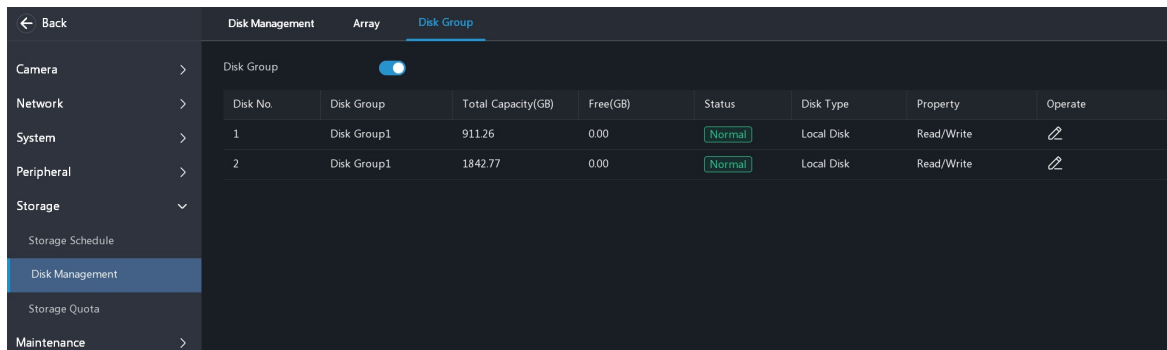 Back
Disk Management Array Disk Group
Camera
Network
System
Peripheral
Storage
Storage Schedule
Disk Management
Storage Quota
Maintenance
Disk Group
Disk No. Disk Group Total Capacity(GB) Free(GB) Status Disk Type Property Operate
1 Disk Group1 911.26 0.00 Normal Local Disk Read/Write
2 Disk Group1 1842.77 0.00 Normal Local Disk Read/Write